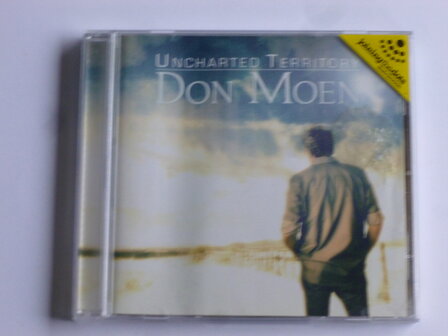 Uncharted Territory
Don Moen